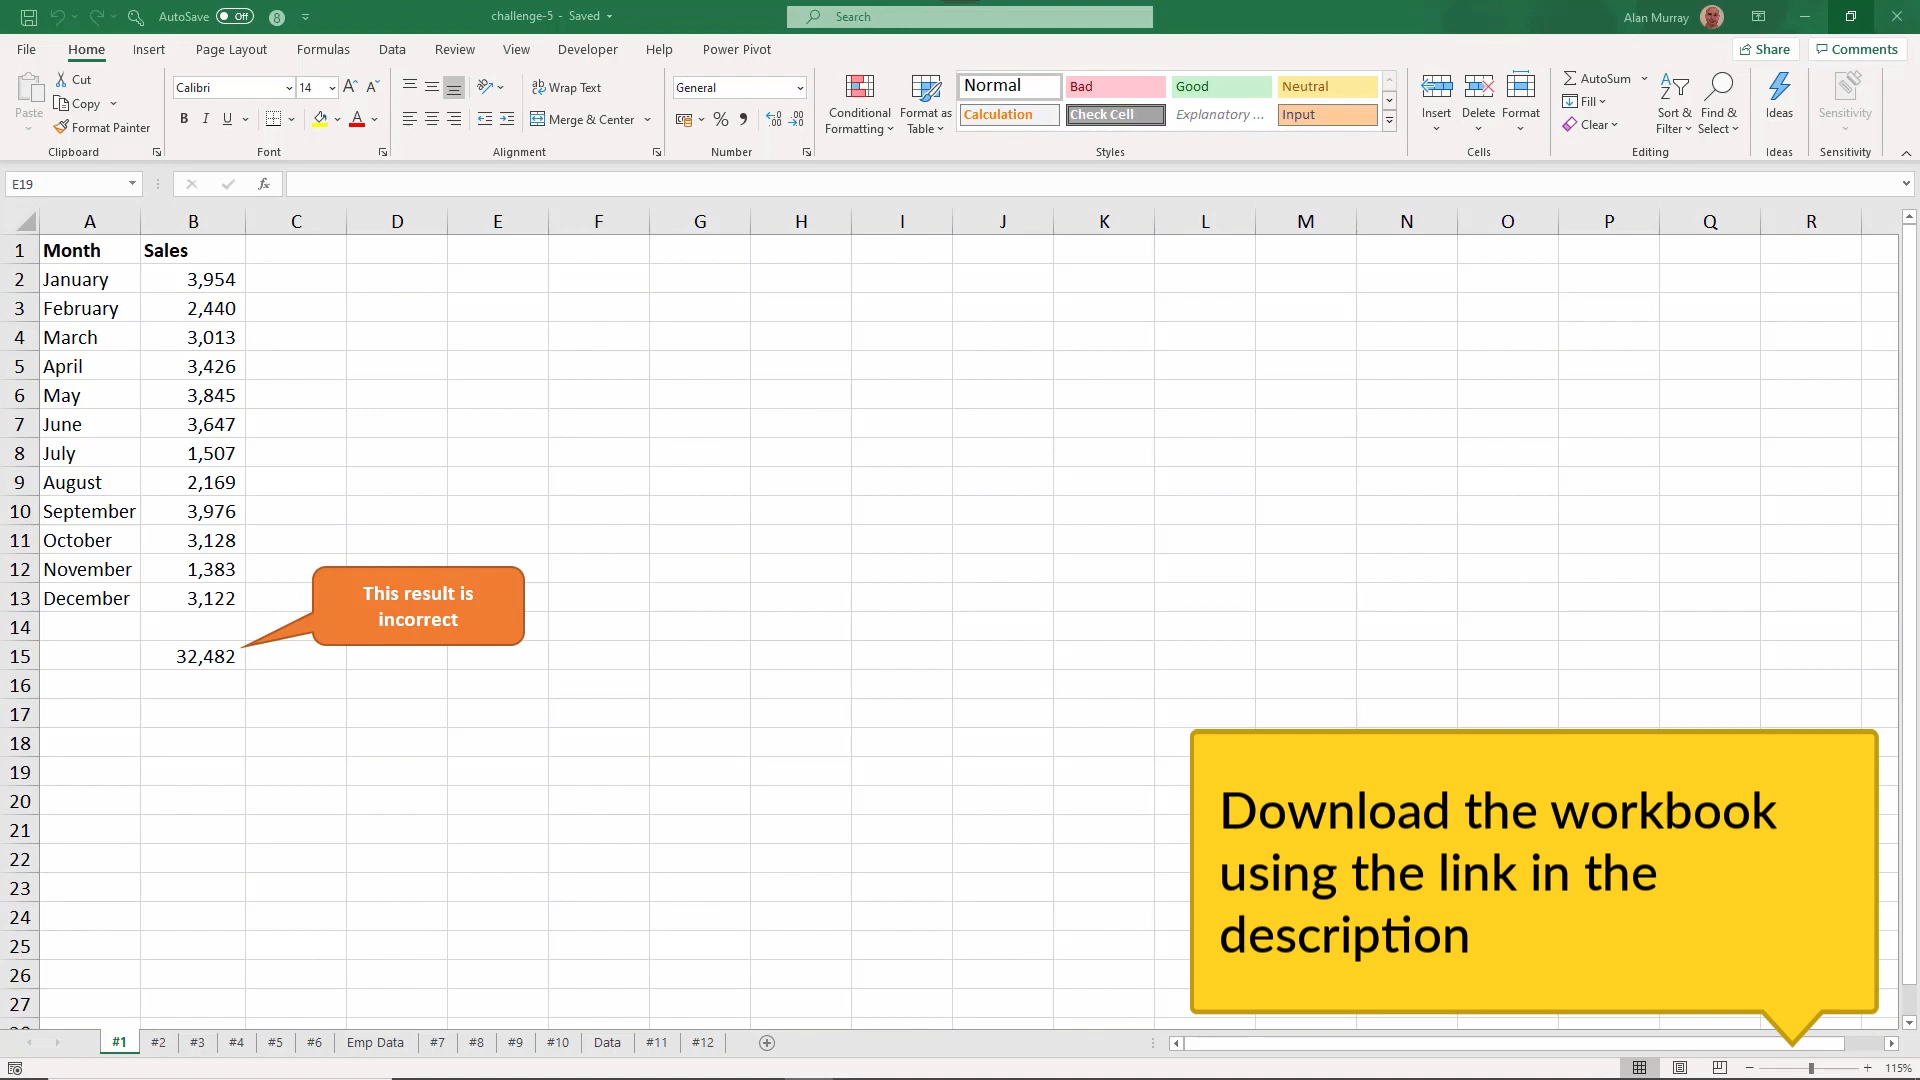 AutoSave Off 8 challenge-5 - Saved Search Alan Murray
File Home Insert Page Layout Formulas Data Review View Developer Help Power Pivot Share Comments
Paste
Cut
Copy
Format Painter
Clipboard
Calibri 14
B I U
Font
Wrap Text
Merge & Center
Alignment
General
Number
Conditional
Formatting
Format as
Table
Normal Bad Good Neutral
Calculation Check Cell Explanatory ... Input
Styles
Insert Delete Format
Cells
AutoSum
Fill
Clear
Sort &
Filter
Find &
Select
Editing
Ideas
Ideas
Sensitivity
Sensitivity
E19 fx
A B C D E F G H I J K L M N O P Q R
1 Month Sales
2 January 3,954
3 February 2,440
4 March 3,013
5 April 3,426
6 May 3,845
7 June 3,647
8 July 1,507
9 August 2,169
10 September 3,976
11 October 3,128
12 November 1,383
13 December 3,122
This result is
incorrect
14
15 32,482
16
17
18
19
20
21
22
23
24
25
26
27
Download the workbook
using the link in the
description
#1 #2 #3 #4 #5 #6 Emp Data #7 #8 #9 #10 Data #11 #12
115%